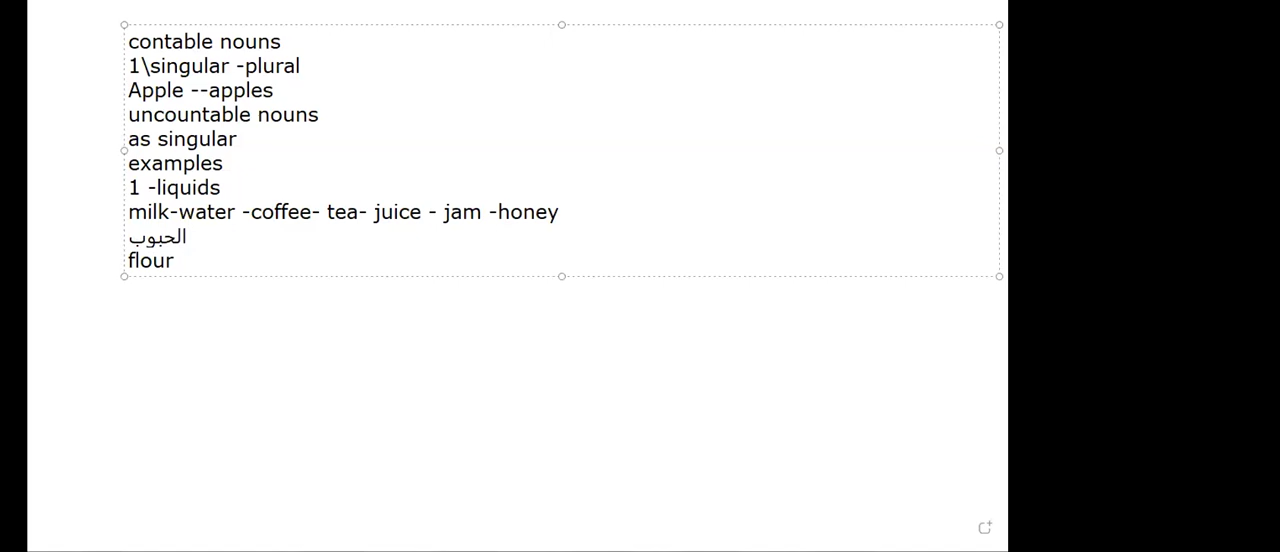 contable nouns
1\singular -plural
Apple --apples
uncountable nouns
as singular
examples
1 -liquids
milk-water -coffee- tea- juice - jam -honey
الحبوب
flour